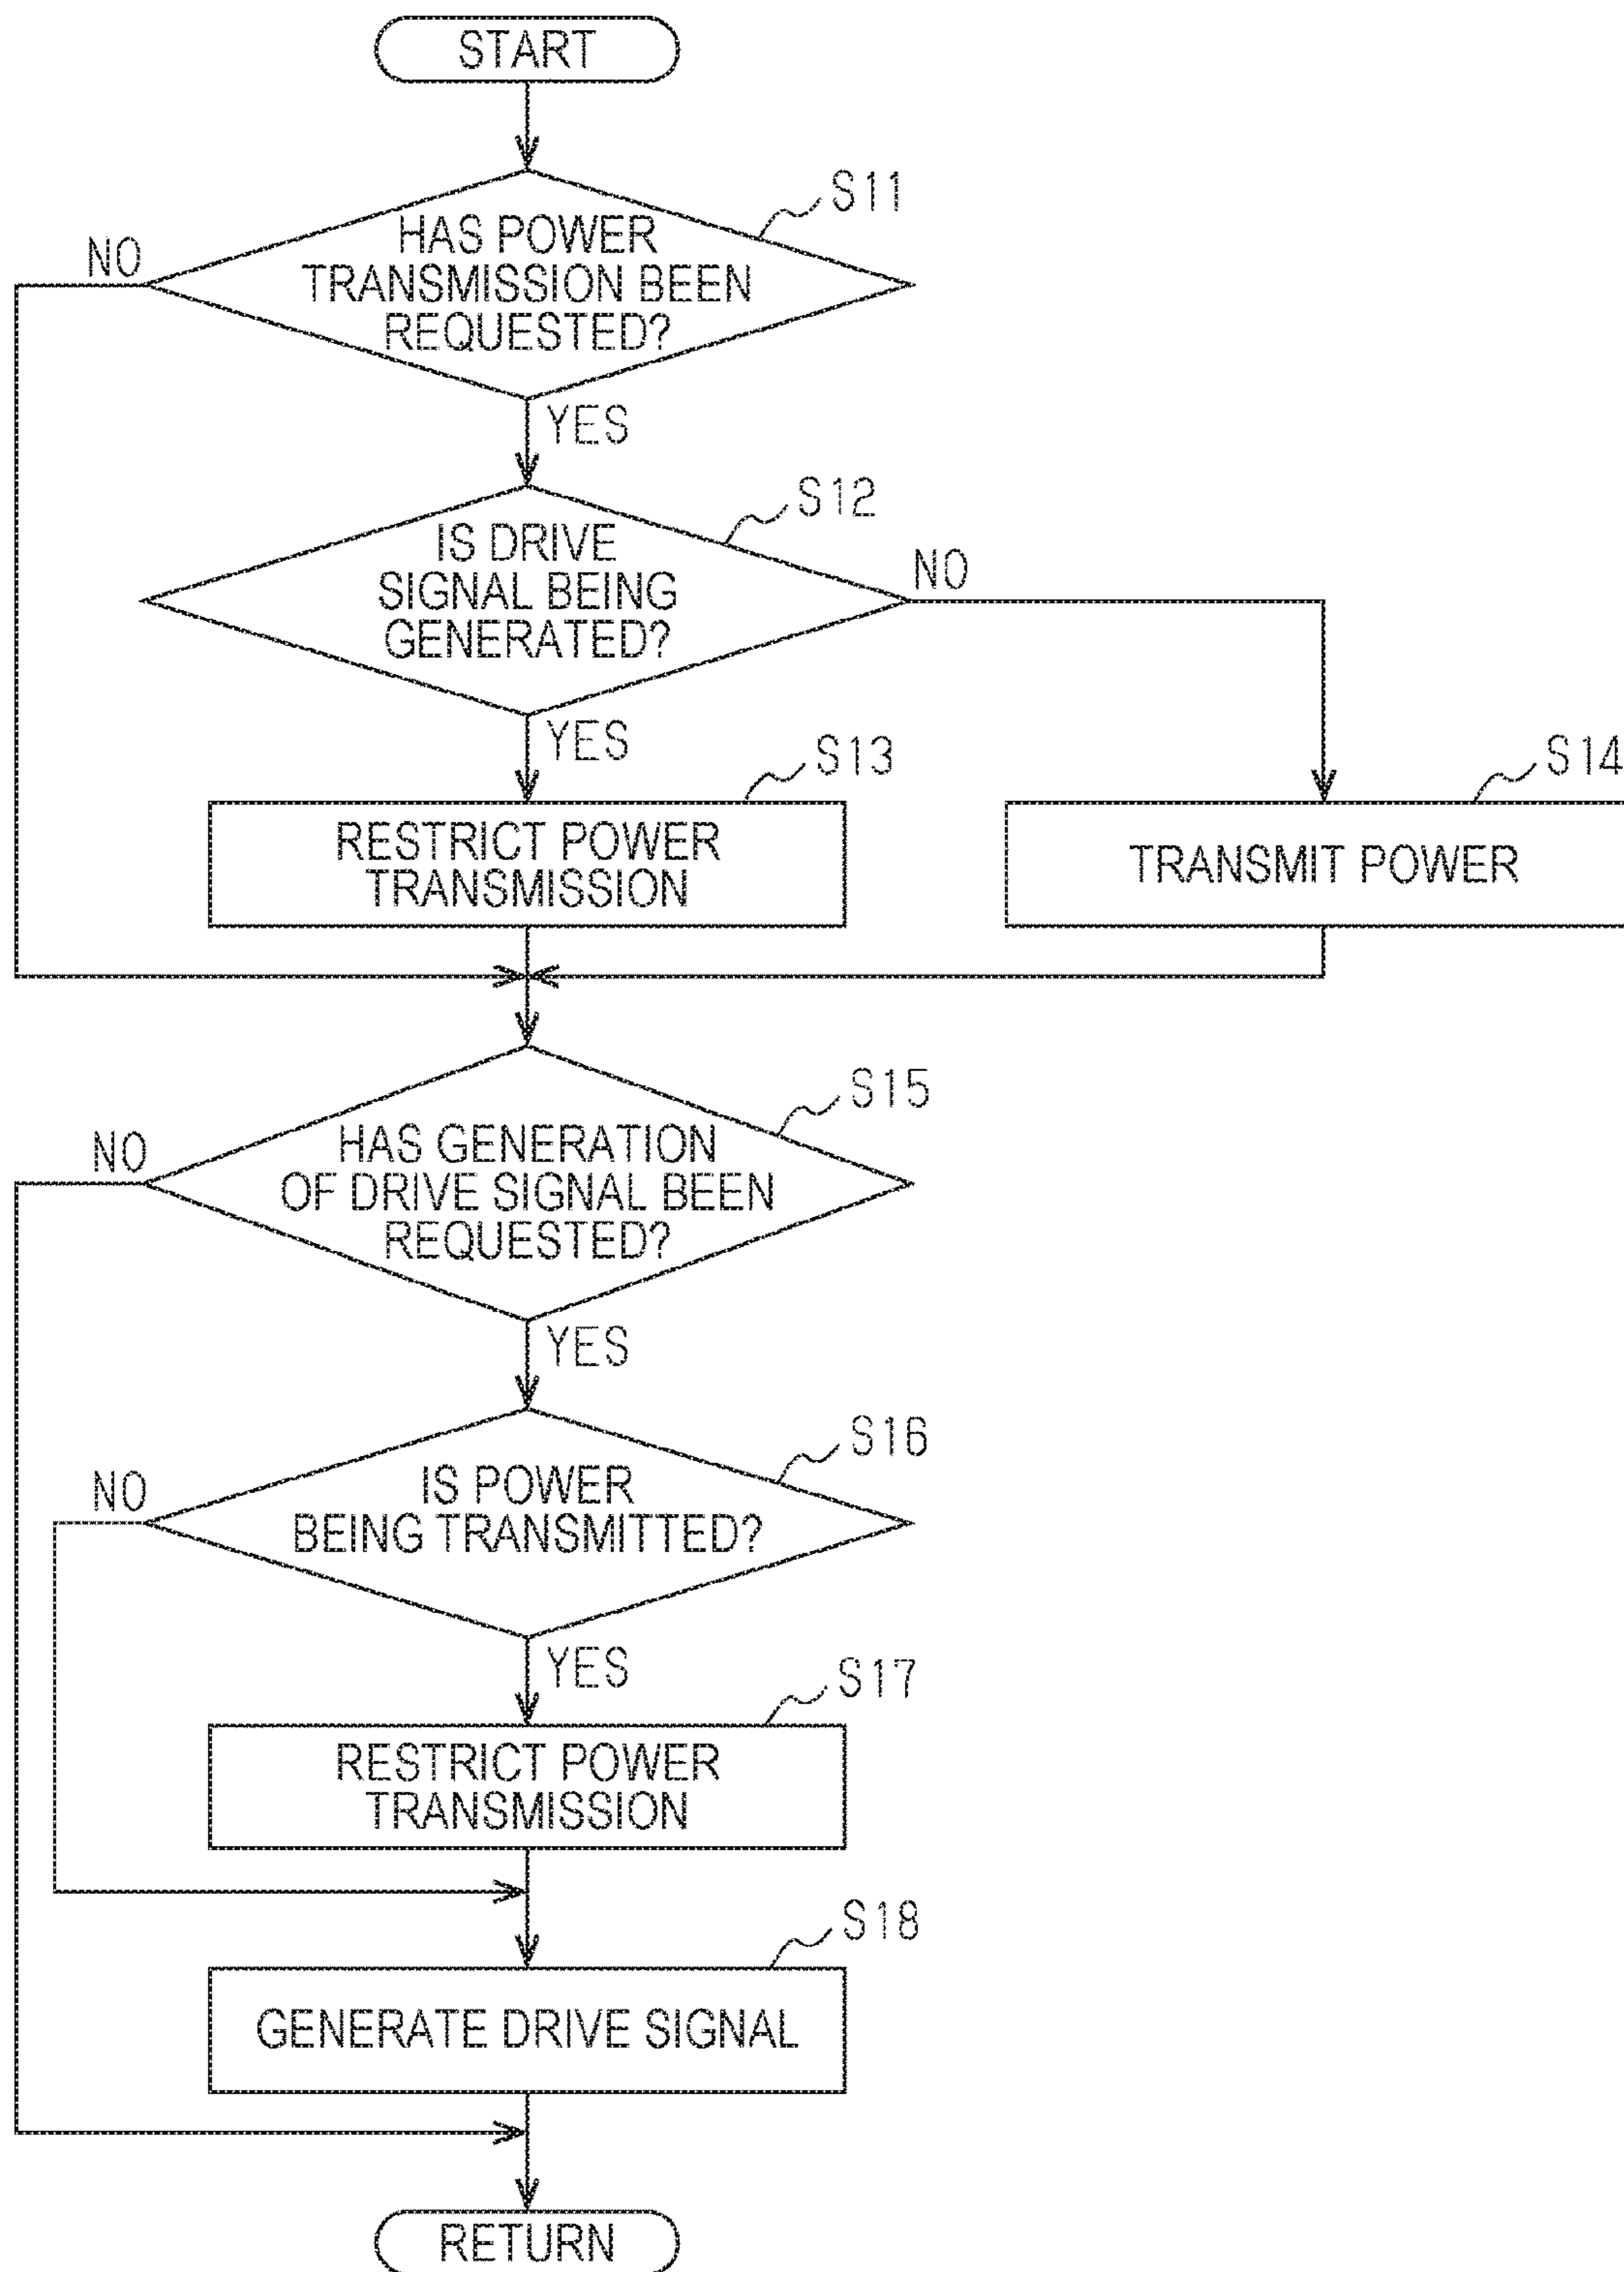 START
S11
NO
HAS POWER
TRANSMISSION BEEN
REQUESTED?
YES
S12
IS DRIVE
SIGNAL BEING
GENERATED?
NO
YES
S13
S14
RESTRICT POWER
TRANSMISSION
TRANSMIT POWER
S15
NO
HAS GENERATION
OF DRIVE SIGNAL BEEN
REQUESTED?
YES
S16
NO
IS POWER
BEING TRANSMITTED?
YES
S17
RESTRICT POWER
TRANSMISSION
S18
GENERATE DRIVE SIGNAL
RETURN